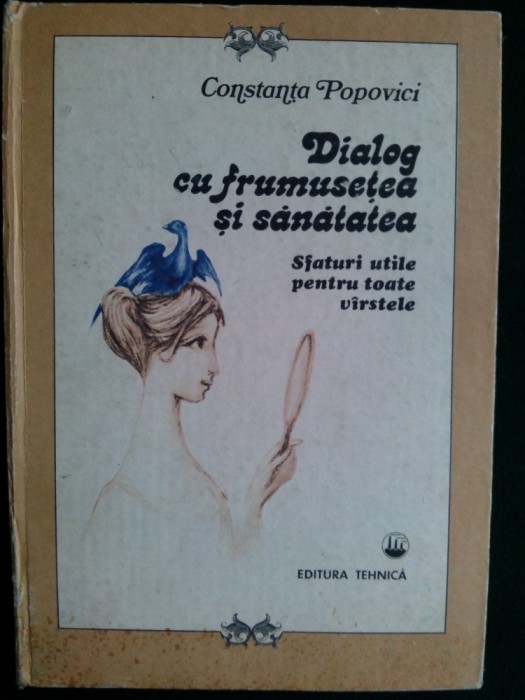 Constanța Popovici
Dialog
cu frumusețea
și sănătatea
Sfaturi utile
pentru toate
vîrstele
EDITURA TEHNICĂ